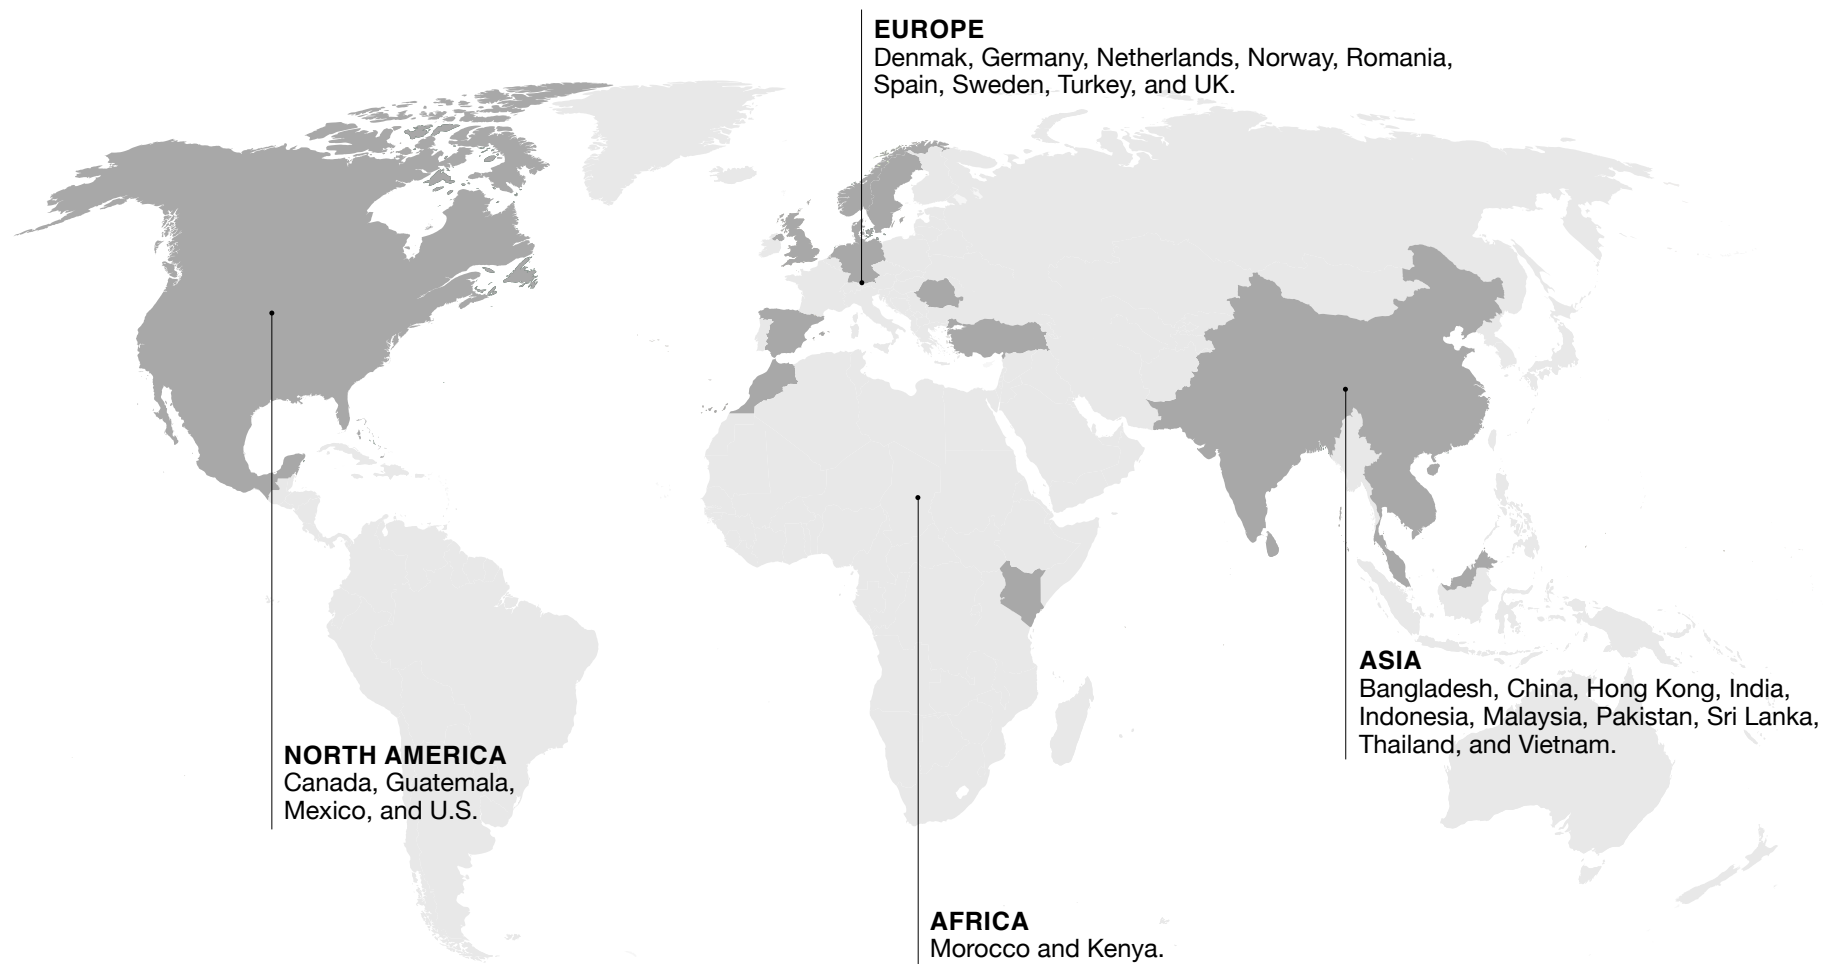 EUROPE
Denmak, Germany, Netherlands, Norway, Romania,
Spain, Sweden, Turkey, and UK.
ASIA
Bangladesh, China, Hong Kong, India,
Indonesia, Malaysia, Pakistan, Sri Lanka,
Thailand, and Vietnam.
NORTH AMERICA
Canada, Guatemala,
Mexico, and U.S.
AFRICA
Morocco and Kenya.